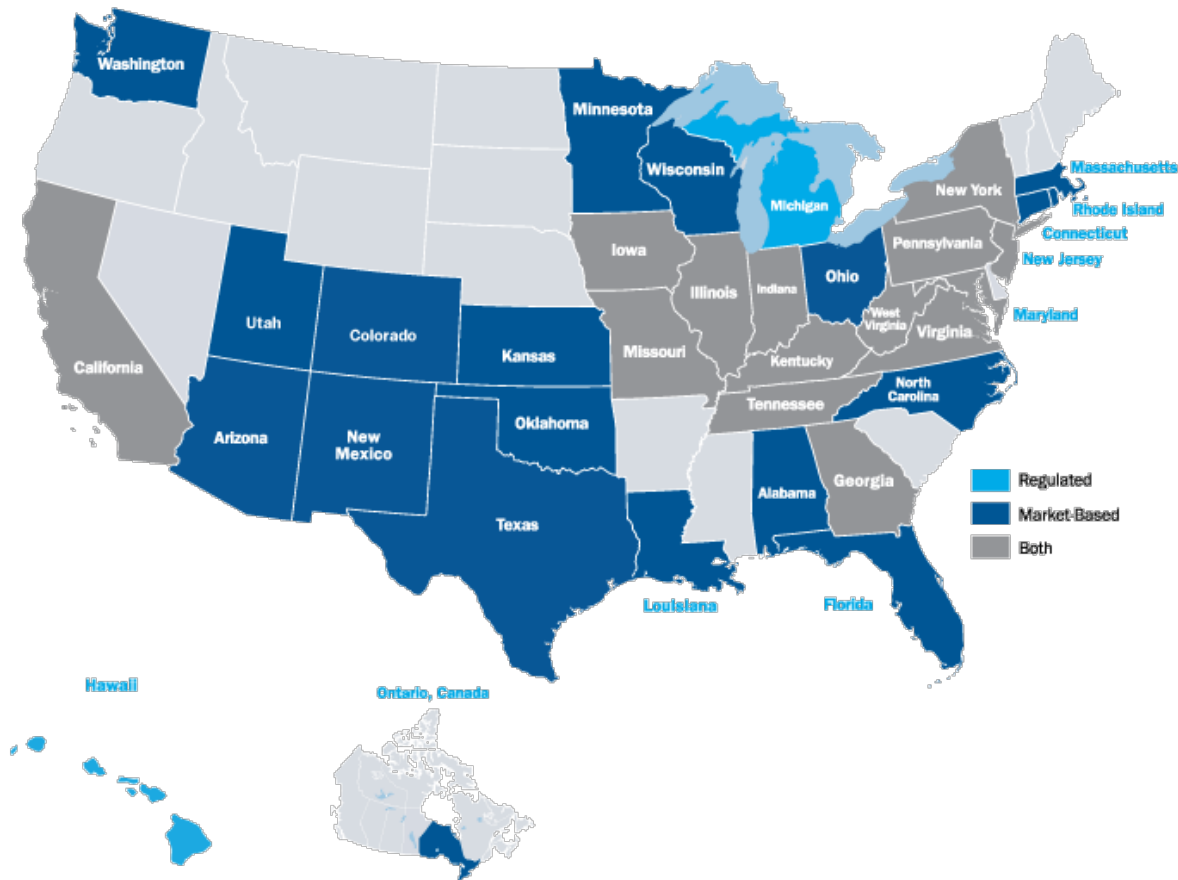 Washington
Minnesota
Wisconsin
Michigan
Massachusetts
New York
Rhode Island
Connecticut
Pennsylvania
New Jersey
Iowa
Ohio
Illinois
Indiana
West
Virginia
Maryland
Utah
Colorado
Virginia
Kansas
Missouri
Kentucky
California
North
Carolina
Tennessee
Oklahoma
Arizona
New
Mexico
Georgia
Alabama
Texas
Regulated
Market-Based
Both
Louisiana
Florida
Hawaii
Ontario, Canada